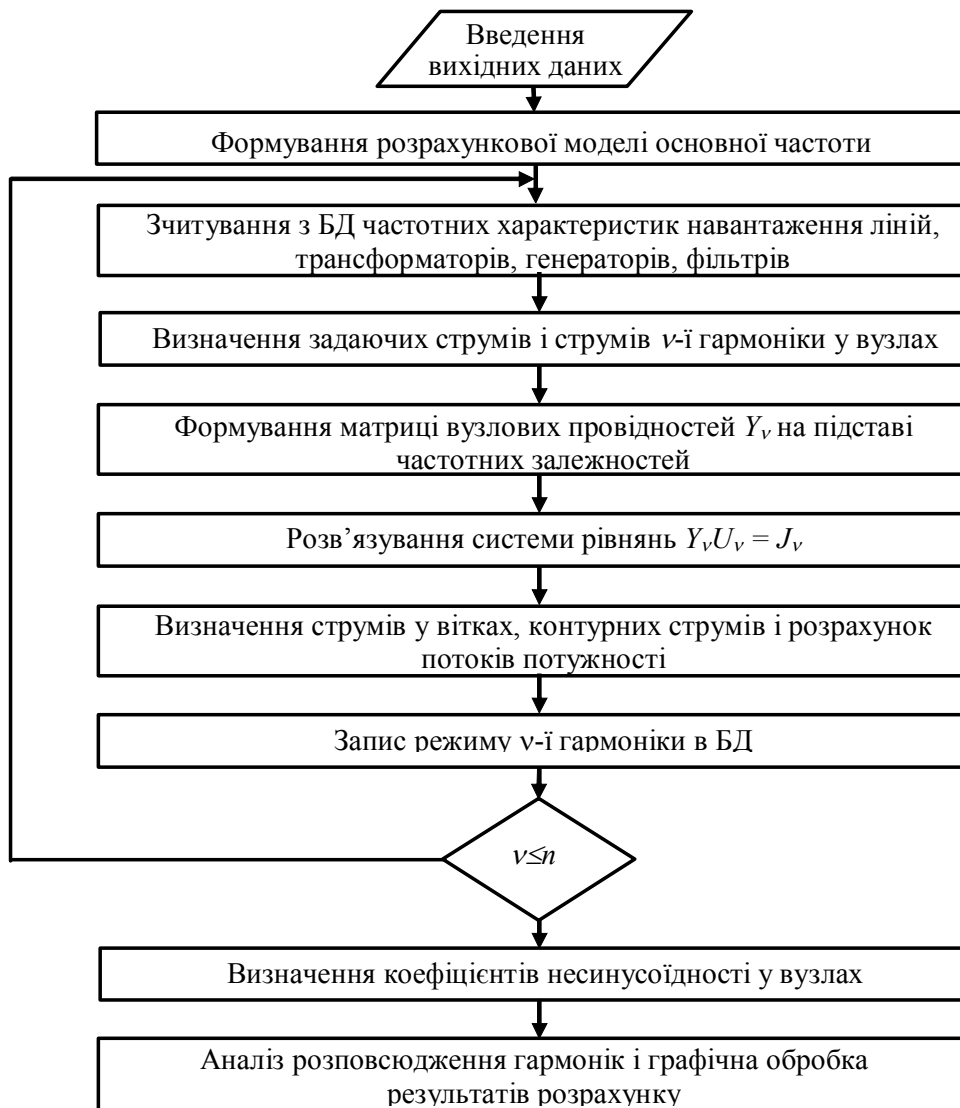 Введення
вихідних даних
Формування розрахункової моделі основної частоти
Зчитування з БД частотних характеристик навантаження ліній,
трансформаторів, генераторів, фільтрів
Визначення задаючих струмів і струмів ν-ї гармоніки у вузлах
Формування матриці вузлових провідностей Yν на підставі
частотних залежностей
Розв’язування системи рівнянь YνUν = Jν
Визначення струмів у вітках, контурних струмів і розрахунок
потоків потужності
Запис режиму ν-ї гармоніки в БД
ν≤n
Визначення коефіцієнтів несинусоїдності у вузлах
Аналіз розповсюдження гармонік і графічна обробка
результатів розрахунку